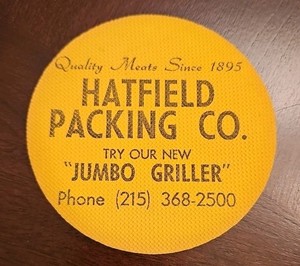 Quality Meats Since 1895
HATFIELD
PACKING CO.
TRY OUR NEW
"JUMBO GRILLER"
Phone (215) 368-2500